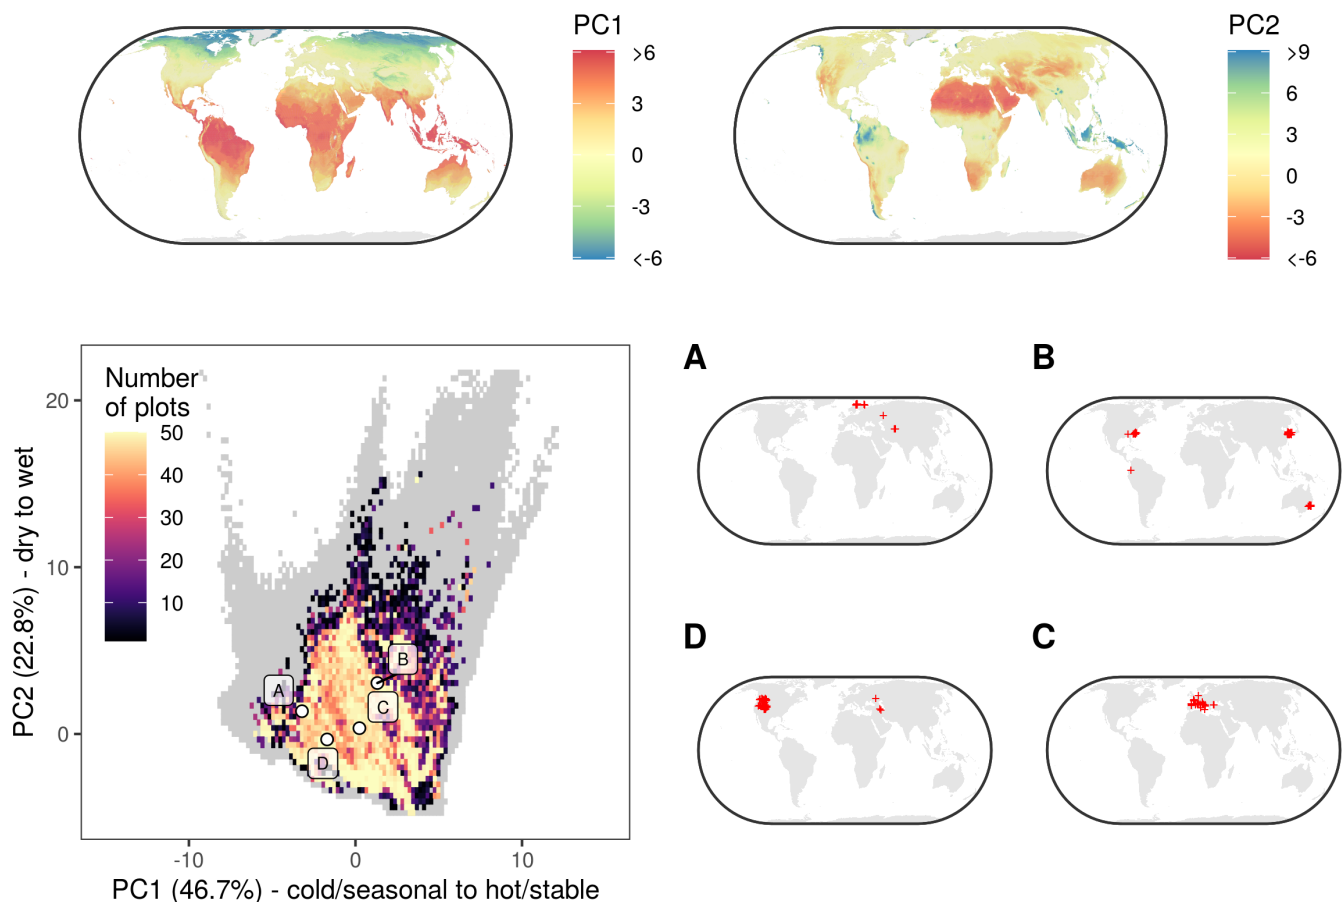 PC1
>6
3
0
-3
<-6
PC2
>9
6
3
0
-3
<-6
Number
of plots
50
40
30
20
10
20
10
0
-10
0
10
PC2 (22.8%) - dry to wet
PC1 (46.7%) - cold/seasonal to hot/stable
A
B
C
D
A
B
D
C